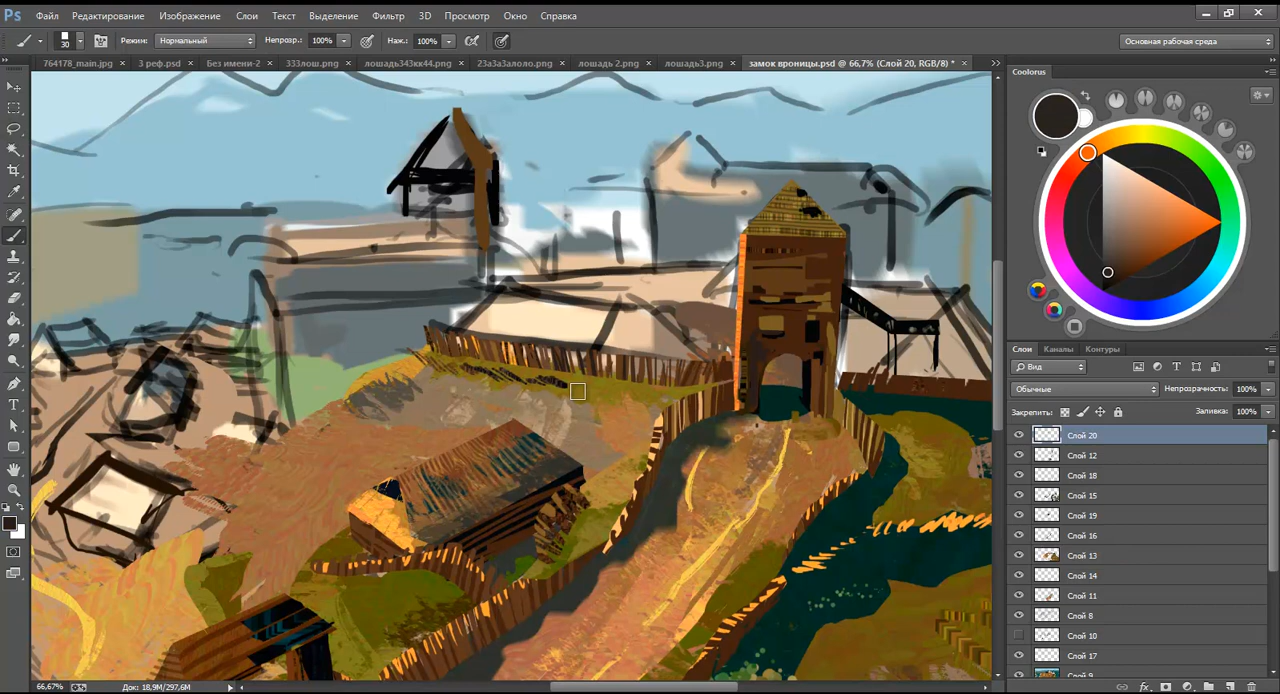 Ps Файл Редактирование Изображение Слои Текст Выделение Фильтр 3D Просмотр Окно Справка
30 Режим: Нормальный Непрозр.: 100% Наж.: 100% Основная рабочая среда
764178_main.jpg × 3 реф.psd × Без имени-2 × 333лош.png × лошадь343кк44.png × 23а3а3алоло.png × лошадь 2.png × лошадь3.png × замок вроницы.psd @ 66,7% (Слой 20, RGB/8) * ×
Coolorus
Слои Каналы Контуры
Вид
Обычные Непрозрачность: 100%
Закрепить: Заливка: 100%
Слой 20
Слой 12
Слой 18
Слой 15
Слой 19
Слой 16
Слой 13
Слой 14
Слой 11
Слой 8
Слой 10
Слой 17
Слой 9
66,67% Док: 18,9M/297,6M
fx